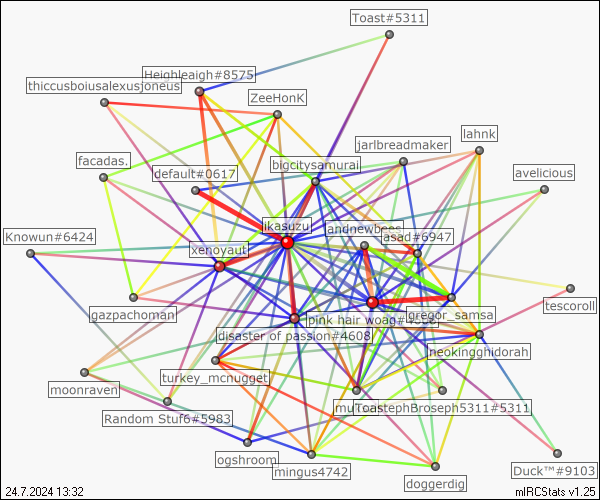 Toast#5311
Heighleaigh#8575
thiccusboiusalexusjoneus
ZeeHonK
lahnk
jarlbreadmaker
facadas.
bigcitysamurai
default#0617
avelicious
ikasuzu
andnewbees
Knowun#6424
asad#6947
xenoyaut
tescoroll
gazpachoman
gregor_samsa
pink hair woag#4
disaster of passion#4608
neokingghidorah
turkey_mcnugget
moonraven
ToastephBroseph5311#5311
Random Stuf6#5983
ogshroom
mingus4742
Duck™#9103
doggerdig
24.7.2024 13:32
mIRCStats v1.25